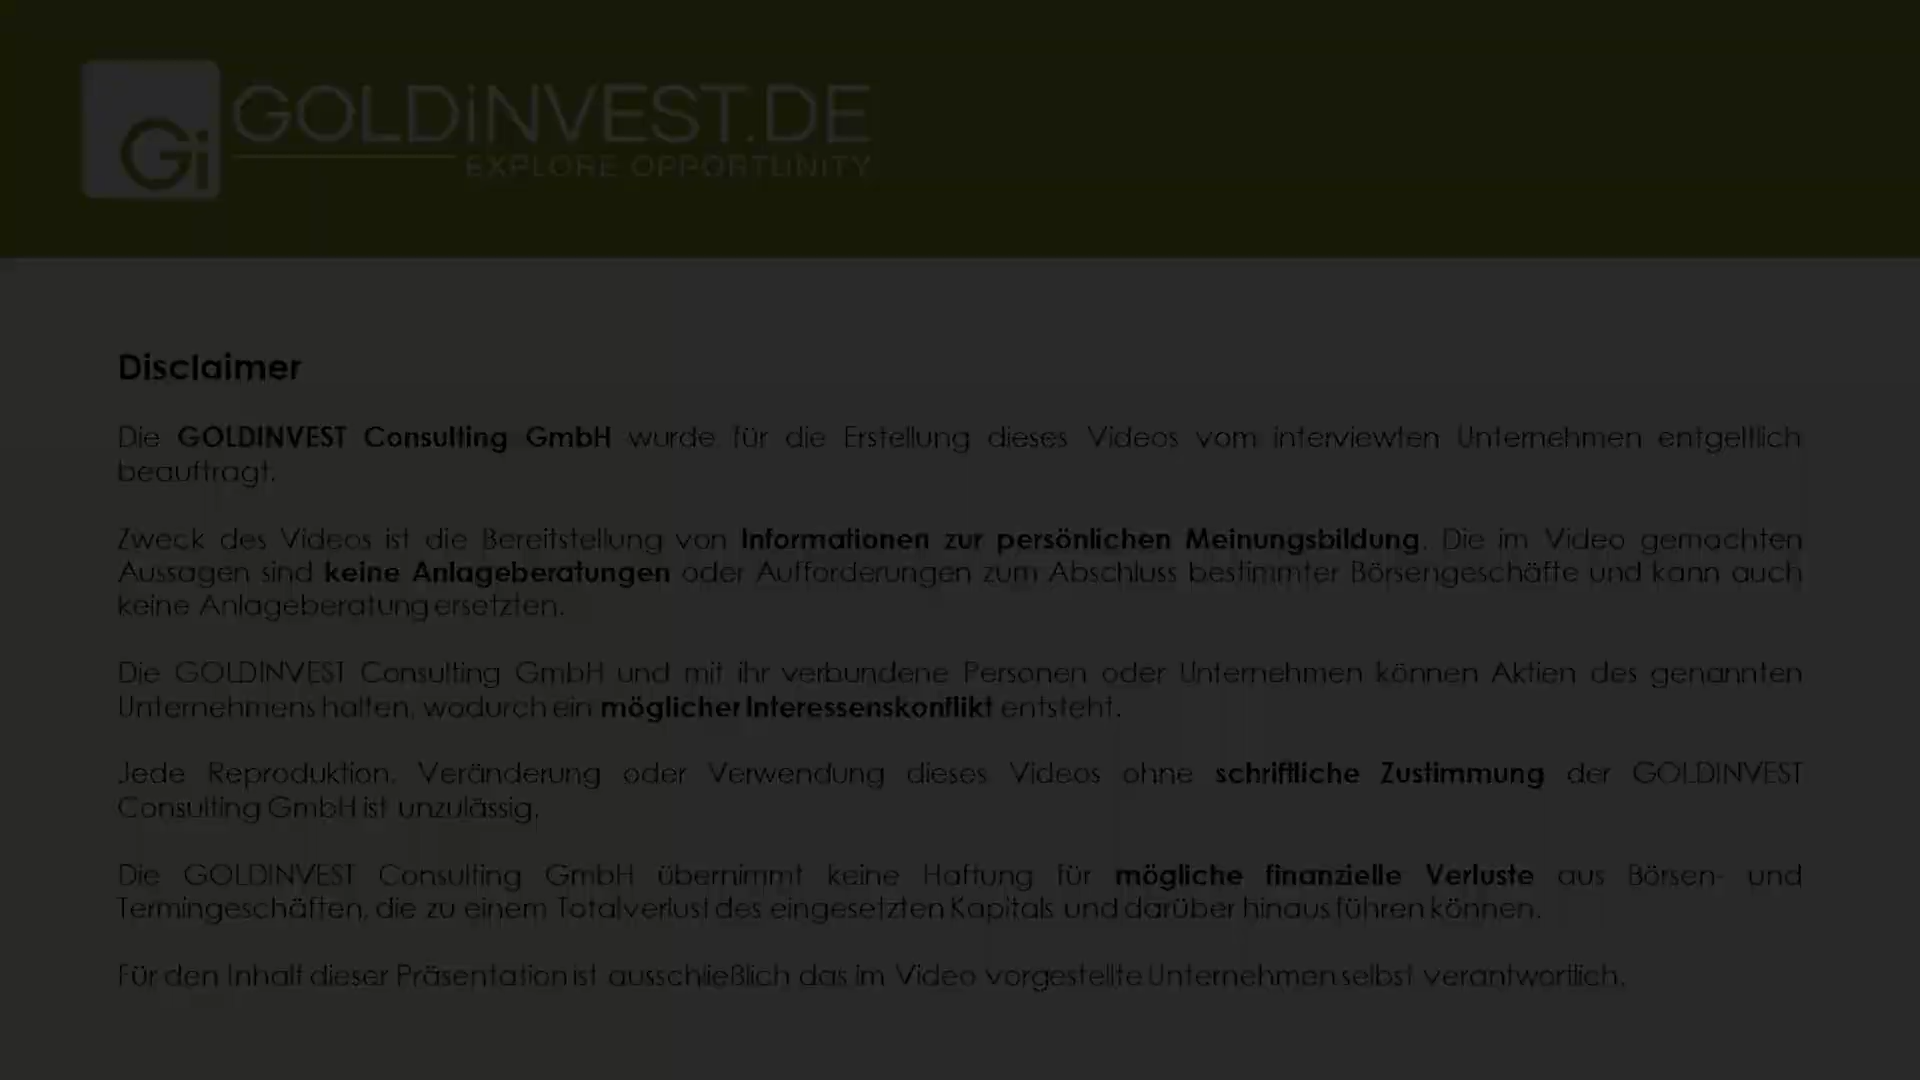 Gi GOLDiNVEST.DE
EXPLORE OPPORTUNITY
Disclaimer
Die GOLDINVEST Consulting GmbH wurde für die Erstellung dieses Videos vom interviewten Unternehmen entgeltlich
beauftragt.
Zweck des Videos ist die Bereitstellung von Informationen zur persönlichen Meinungsbildung. Die im Video gemachten
Aussagen sind keine Anlageberatungen oder Aufforderungen zum Abschluss bestimmter Börsengeschäfte und kann auch
keine Anlageberatung ersetzten.
Die GOLDINVEST Consulting GmbH und mit ihr verbundene Personen oder Unternehmen können Aktien des genannten
Unternehmens halten, wodurch ein möglicher Interessenskonflikt entsteht.
Jede Reproduktion, Veränderung oder Verwendung dieses Videos ohne schriftliche Zustimmung der GOLDINVEST
Consulting GmbH ist unzulässig.
Die GOLDINVEST Consulting GmbH übernimmt keine Haftung für mögliche finanzielle Verluste aus Börsen- und
Termingeschäften, die zu einem Totalverlust des eingesetzten Kapitals und darüber hinaus führen können.
Für den Inhalt dieser Präsentation ist ausschließlich das im Video vorgestellte Unternehmen selbst verantwortlich.